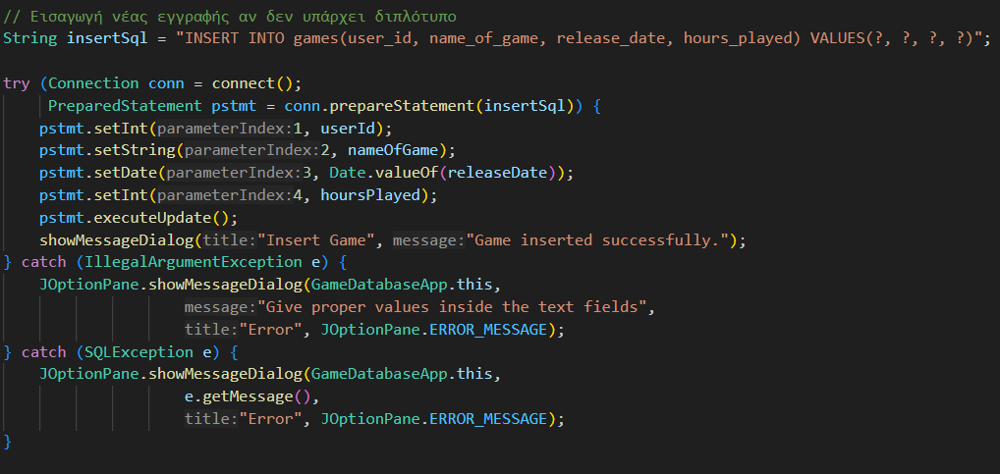 // Εισαγωγή νέας εγγραφής αν δεν υπάρχει διπλότυπο
String insertSql = "INSERT INTO games(user_id, name_of_game, release_date, hours_played) VALUES(?, ?, ?, ?)";
try (Connection conn = connect();
PreparedStatement pstmt = conn.prepareStatement(insertSql)) {
pstmt.setInt(parameterIndex:1, userId);
pstmt.setString(parameterIndex:2, nameOfGame);
pstmt.setDate(parameterIndex:3, Date.valueOf(releaseDate));
pstmt.setInt(parameterIndex:4, hoursPlayed);
pstmt.executeUpdate();
showMessageDialog(title:"Insert Game", message:"Game inserted successfully.");
} catch (IllegalArgumentException e) {
JOptionPane.showMessageDialog(GameDatabaseApp.this,
message:"Give proper values inside the text fields",
title:"Error", JOptionPane.ERROR_MESSAGE);
} catch (SQLException e) {
JOptionPane.showMessageDialog(GameDatabaseApp.this,
e.getMessage(),
title:"Error", JOptionPane.ERROR_MESSAGE);
}